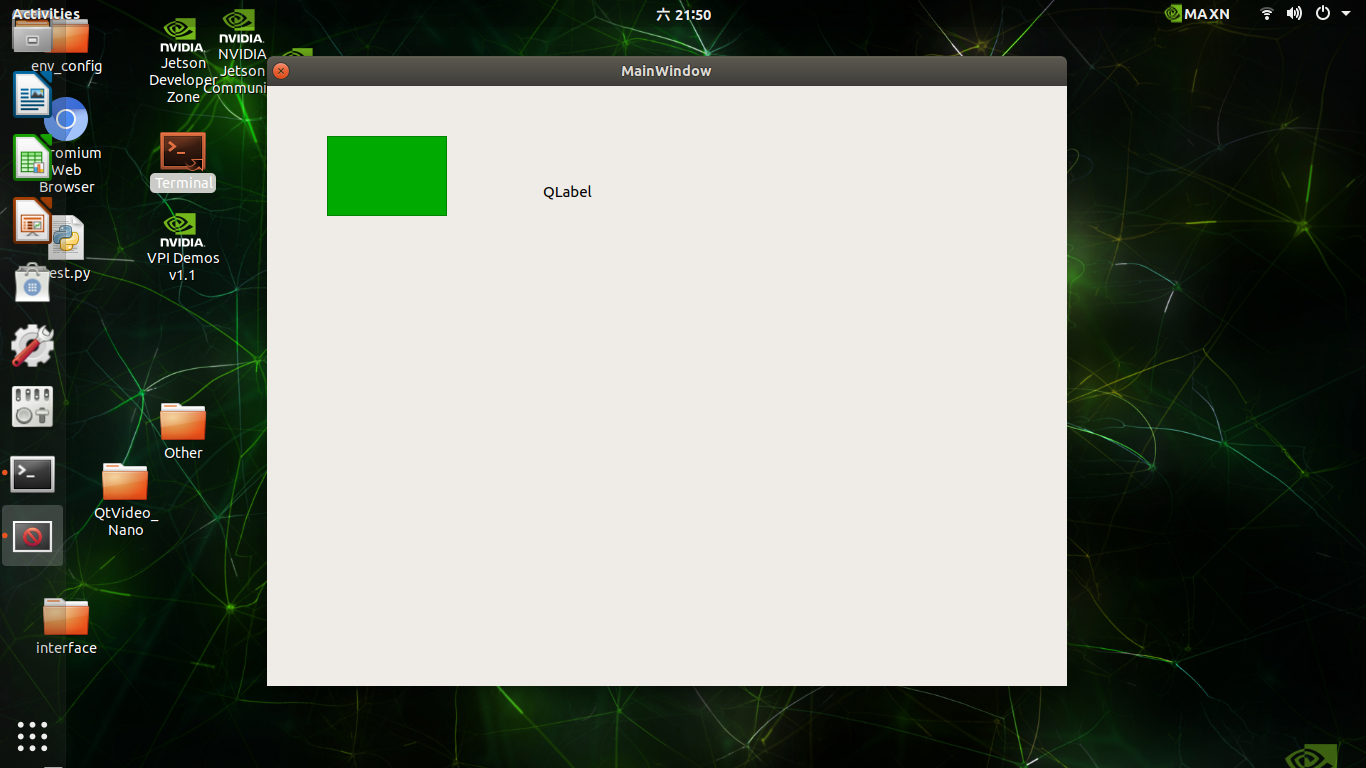 Activities
六 21:50
MAXN
env_config
NVIDIA.
Jetson
Developer
Zone
NVIDIA.
NVIDIA
Jetson
Communi
MainWindow
QLabel
romium
Web
Browser
Terminal
est.py
NVIDIA.
VPI Demos
v1.1
Other
QtVideo_
Nano
interface